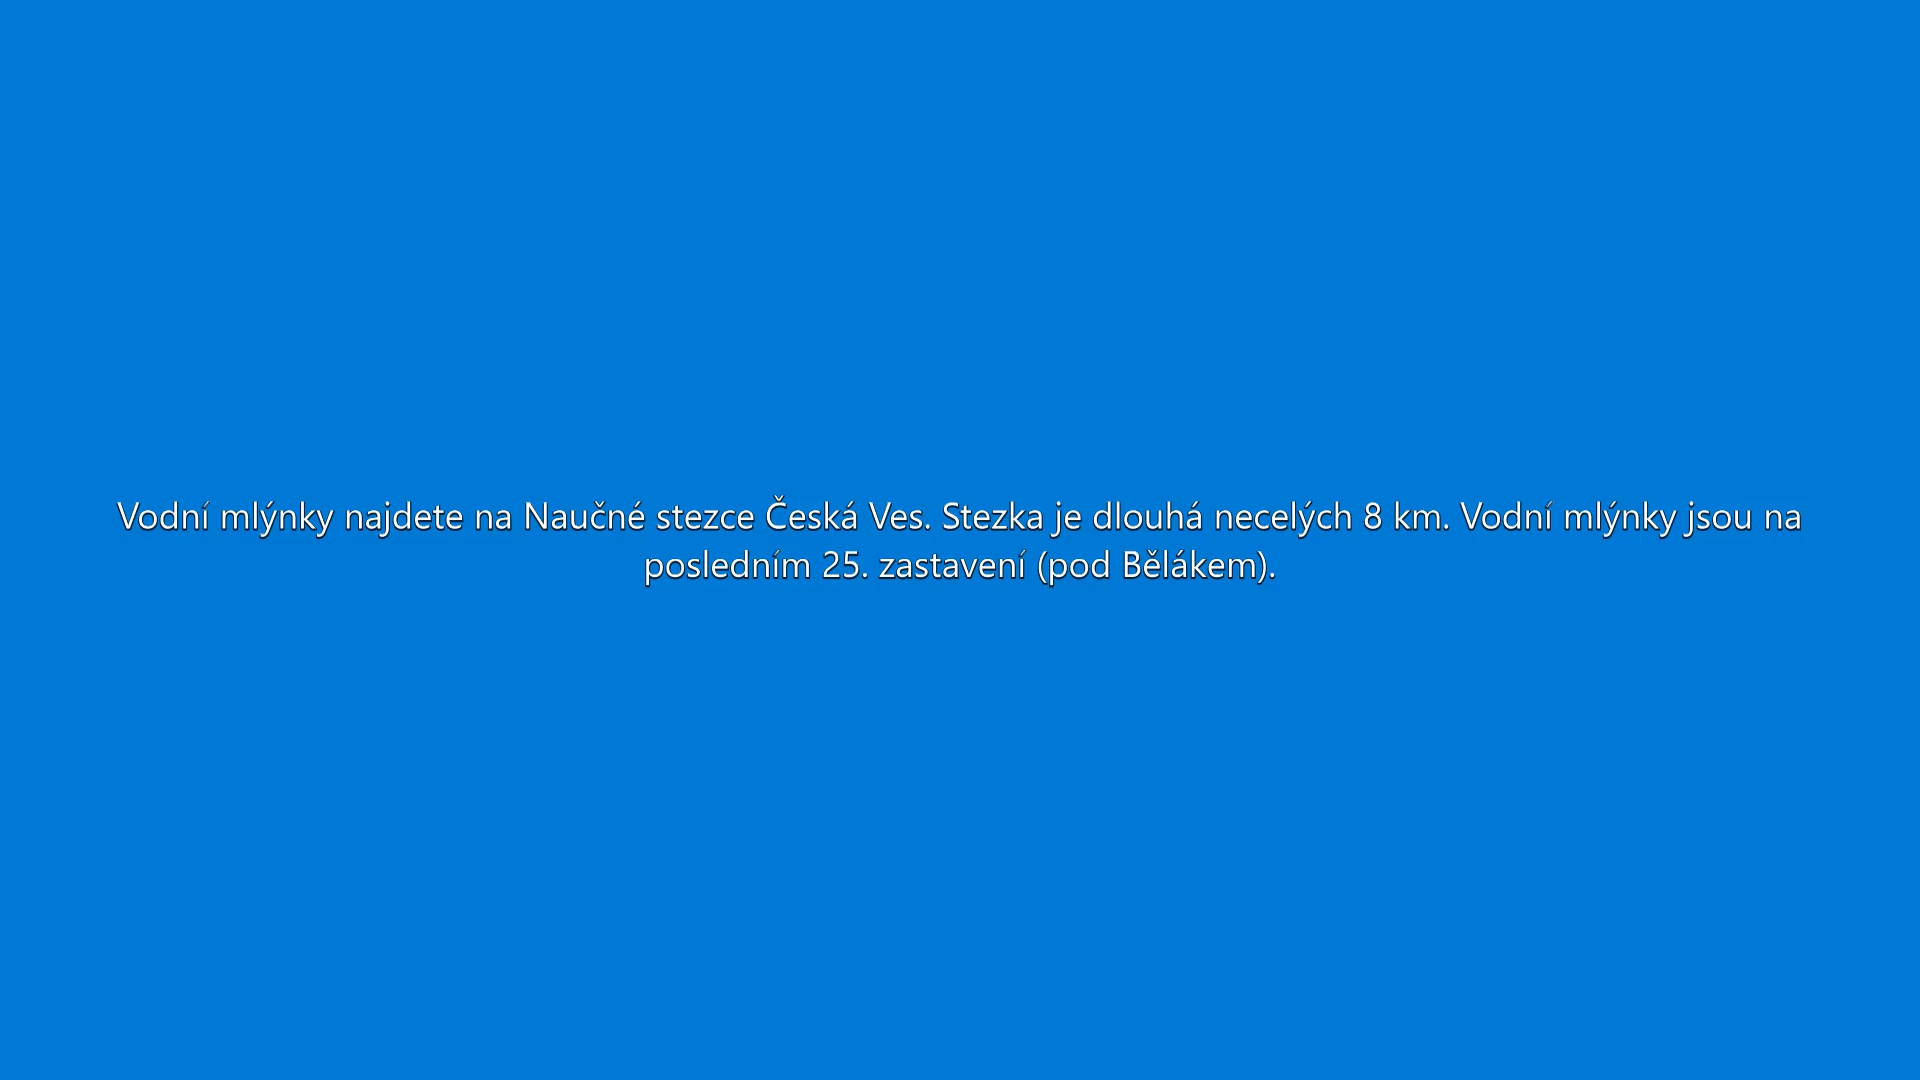 Vodní mlýnky najdete na Naučné stezce Česká Ves. Stezka je dlouhá necelých 8 km. Vodní mlýnky jsou na
posledním 25. zastavení (pod Bělákem).